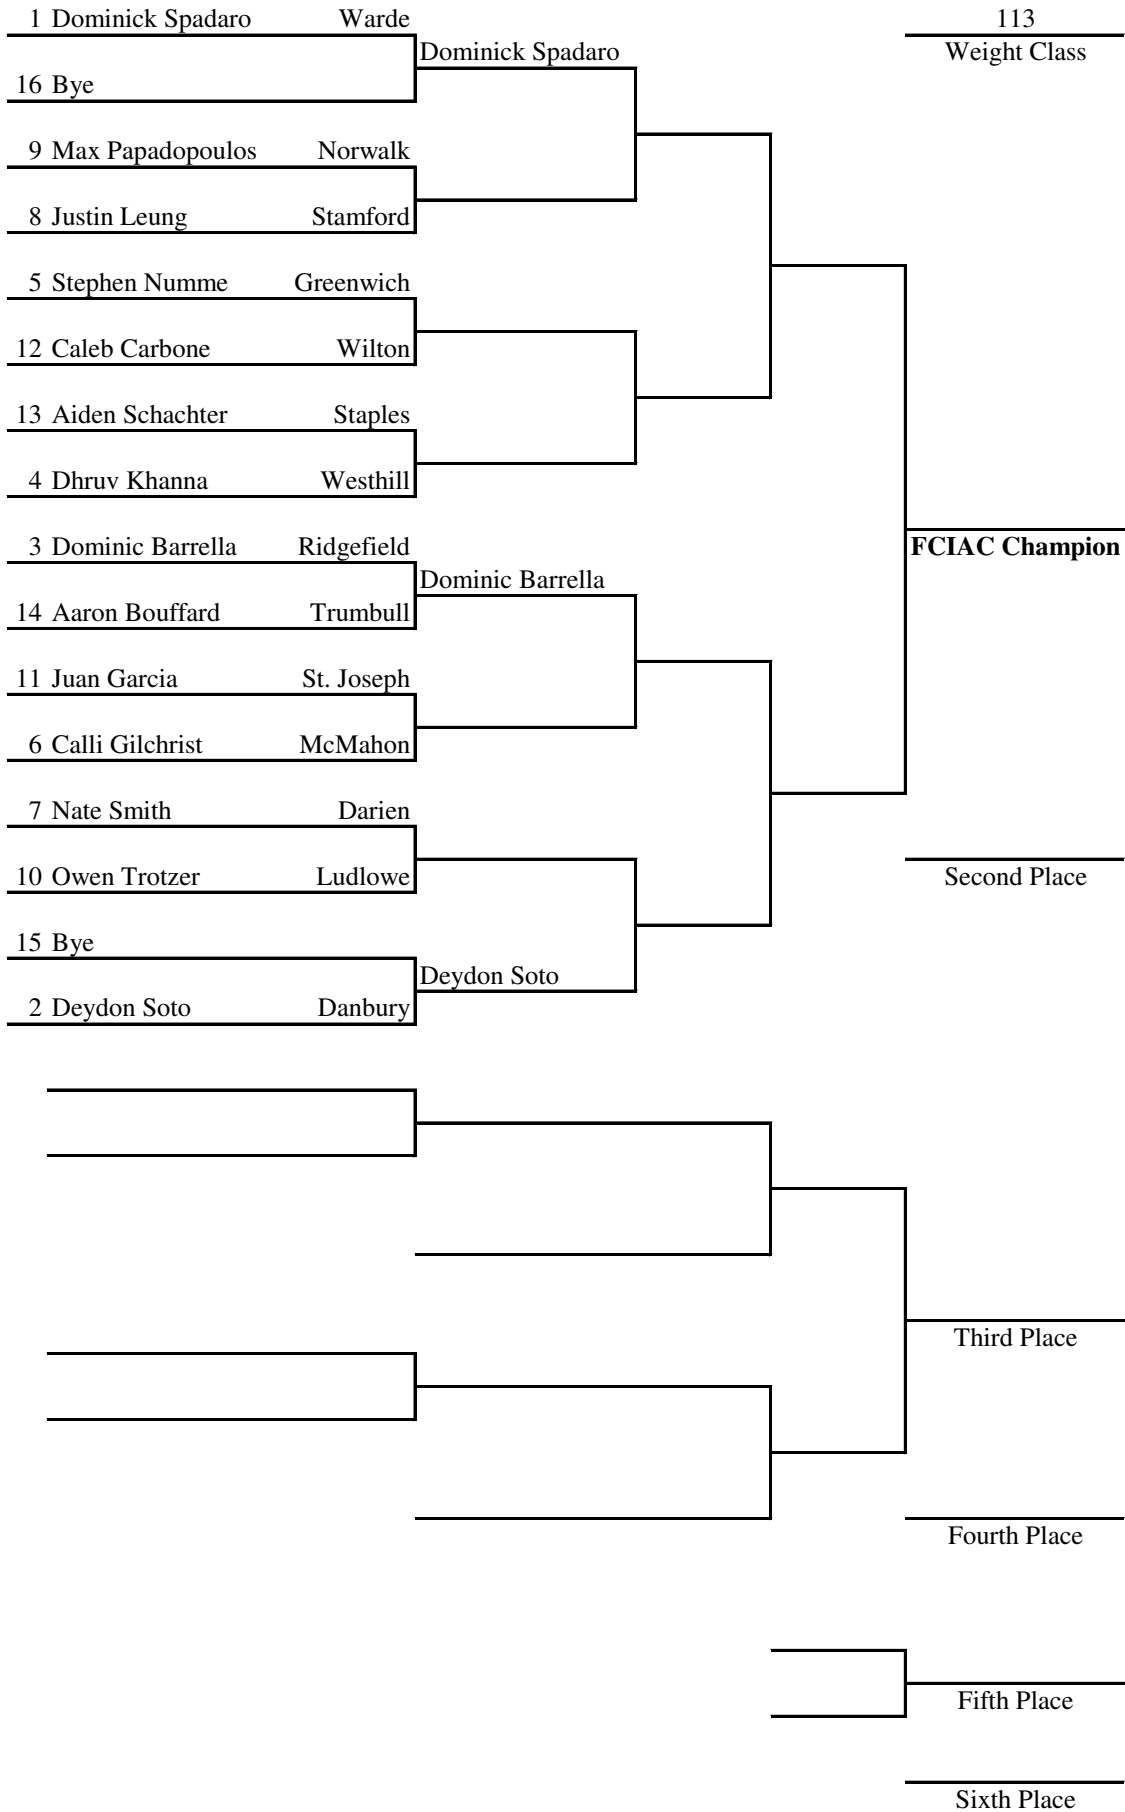 1 Dominick Spadaro Warde
113
Dominick Spadaro
Weight Class
16 Bye
9 Max Papadopoulos Norwalk
8 Justin Leung Stamford
5 Stephen Numme Greenwich
12 Caleb Carbone Wilton
13 Aiden Schachter Staples
4 Dhruv Khanna Westhill
3 Dominic Barrella Ridgefield
FCIAC Champion
Dominic Barrella
14 Aaron Bouffard Trumbull
11 Juan Garcia St. Joseph
6 Calli Gilchrist McMahon
7 Nate Smith Darien
10 Owen Trotzer Ludlowe
Second Place
15 Bye
Deydon Soto
2 Deydon Soto Danbury
Third Place
Fourth Place
Fifth Place
Sixth Place